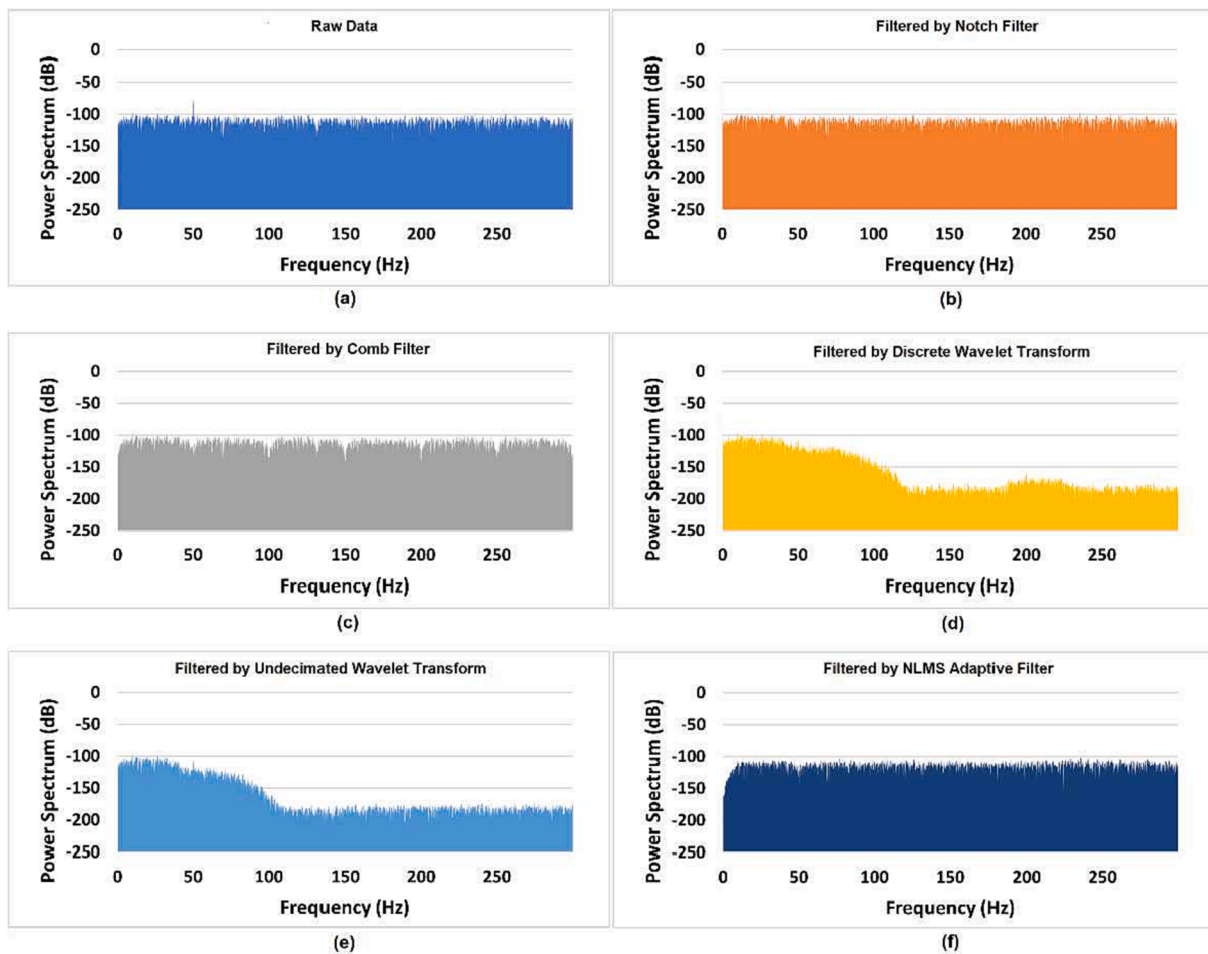 Raw Data
0
-50
-100
-150
-200
-250
Power Spectrum (dB)
0 50 100 150 200 250
Frequency (Hz)
(a)
Filtered by Notch Filter
0
-50
-100
-150
-200
-250
Power Spectrum (dB)
0 50 100 150 200 250
Frequency (Hz)
(b)
Filtered by Comb Filter
0
-50
-100
-150
-200
-250
Power Spectrum (dB)
0 50 100 150 200 250
Frequency (Hz)
(c)
Filtered by Discrete Wavelet Transform
0
-50
-100
-150
-200
-250
Power Spectrum (dB)
0 50 100 150 200 250
Frequency (Hz)
(d)
Filtered by Undecimated Wavelet Transform
0
-50
-100
-150
-200
-250
Power Spectrum (dB)
0 50 100 150 200 250
Frequency (Hz)
(e)
Filtered by NLMS Adaptive Filter
0
-50
-100
-150
-200
-250
Power Spectrum (dB)
0 50 100 150 200 250
Frequency (Hz)
(f)